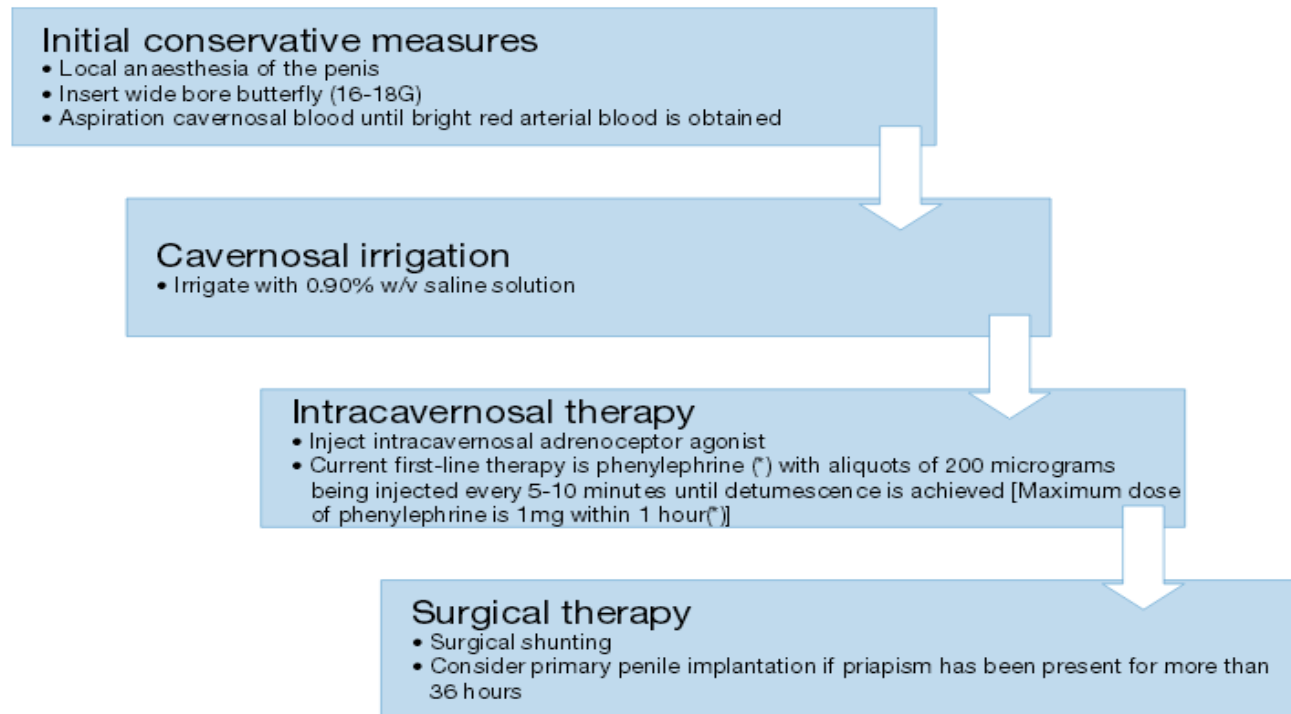 Initial conservative measures
• Local anaesthesia of the penis
• Insert wide bore butterfly (16-18G)
• Aspiration cavernosal blood until bright red arterial blood is obtained
Cavernosal irrigation
• Irrigate with 0.90% w/v saline solution
Intracavernosal therapy
• Inject intracavernosal adrenoceptor agonist
• Current first-line therapy is phenylephrine (*) with aliquots of 200 micrograms
being injected every 5-10 minutes until detumescence is achieved [Maximum dose
of phenylephrine is 1mg within 1 hour(*)]
Surgical therapy
• Surgical shunting
• Consider primary penile implantation if priapism has been present for more than
36 hours